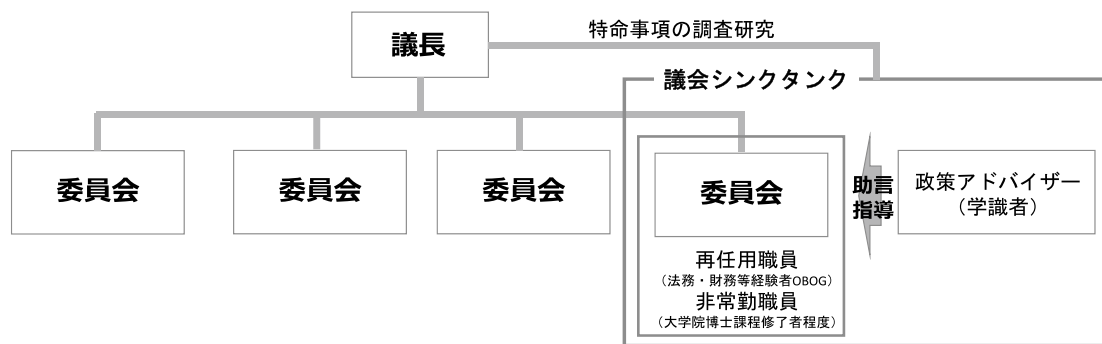 議長
特命事項の調査研究
議会シンクタンク
委員会
委員会
委員会
委員会
再任用職員
（法務・財務等経験者OBOG）
非常勤職員
（大学院博士課程修了者程度）
助言
指導
政策アドバイザー
（学識者）